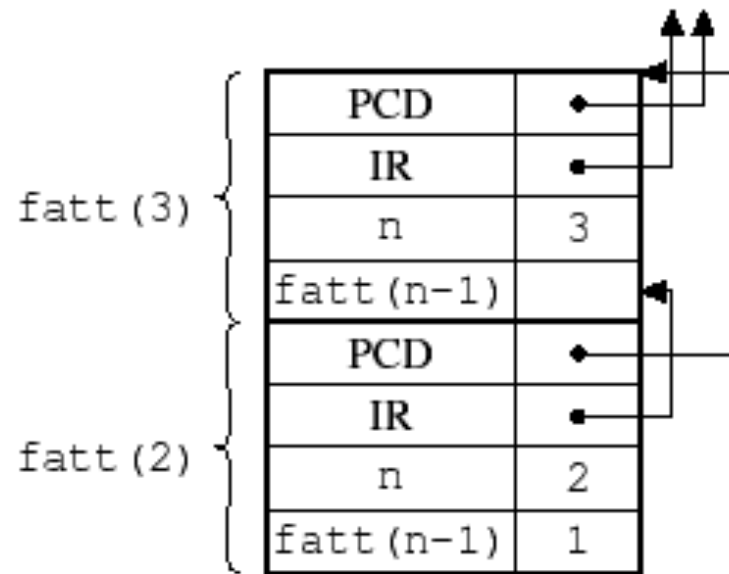 PCD
IR
fatt(3)
n 3
fatt(n-1)
PCD
IR
fatt(2)
n 2
fatt(n-1) 1